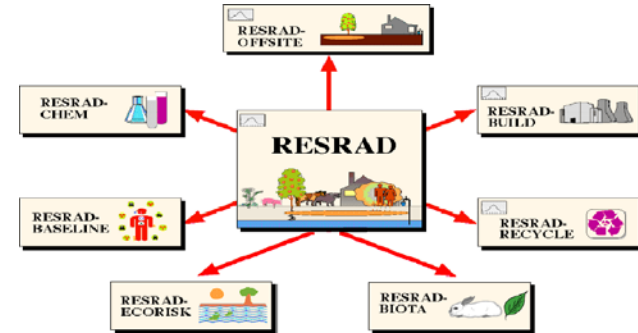 RESRAD-
OFFSITE
RESRAD-
CHEM
RESRAD-
BUILD
RESRAD
RESRAD-
BASELINE
RESRAD-
RECYCLE
RESRAD-
ECORISK
RESRAD-
BIOTA